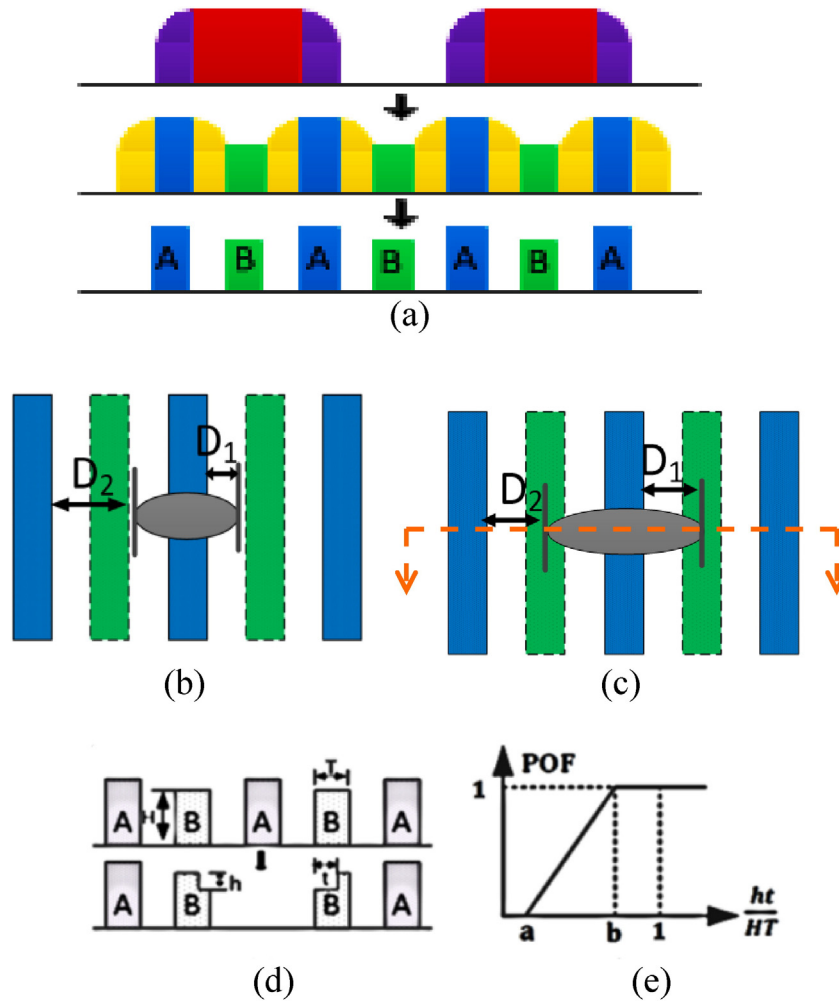 A B A B A B A
(a)
D2 D1
(b)
D2 D1
(c)
T
A H B A B A
t
h
A B B A
(d)
POF
1
a b 1
ht
HT
(e)